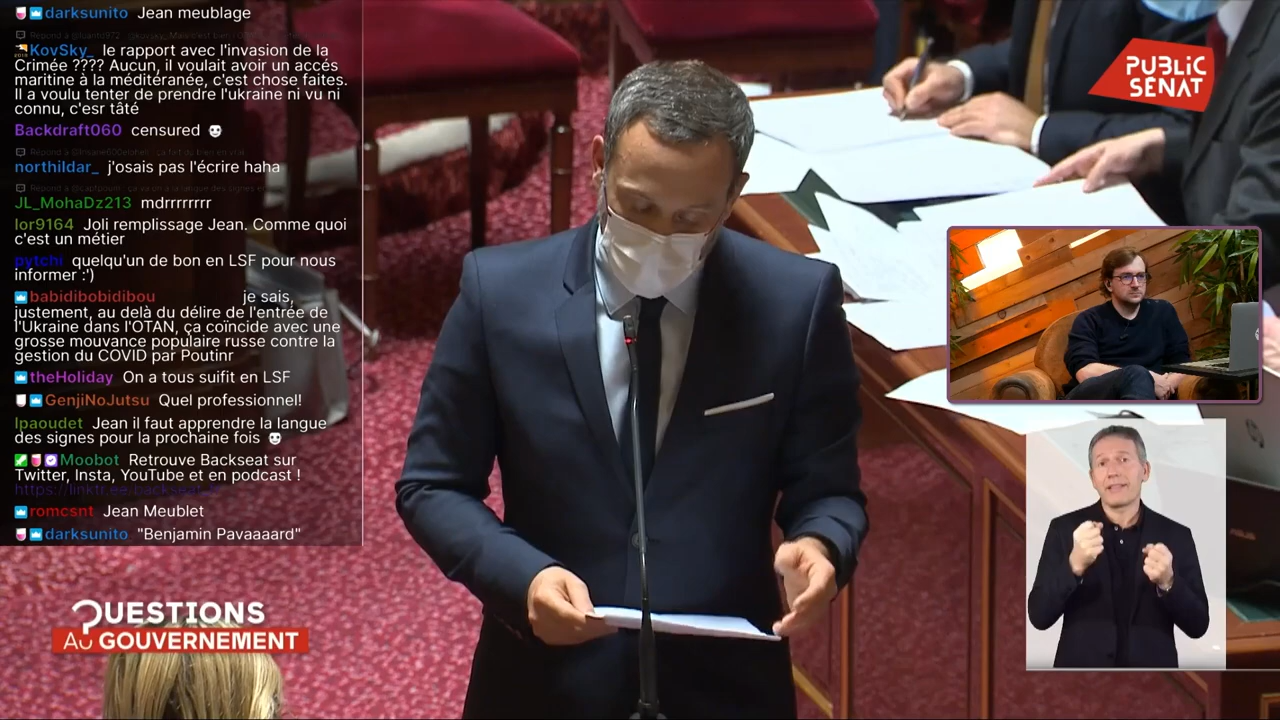 darksunito Jean meublage
KovSky_ le rapport avec l'invasion de la
Crimée ???? Aucun, il voulait avoir un accés
maritine à la méditéranée, c'est chose faites.
Il a voulu tenter de prendre l'ukraine ni vu ni
connu, c'esr tâté
Backdraft060 censured
northildar_ j'osais pas l'écrire haha
JL_MohaDz213 mdrrrrrrrr
lor9164 Joli remplissage Jean. Comme quoi
c'est un métier
pytchi quelqu'un de bon en LSF pour nous
informer :')
babidibobidibou je sais,
justement, au delà du délire de l'entrée de
l'Ukraine dans l'OTAN, ça coïncide avec une
grosse mouvance populaire russe contre la
gestion du COVID par Poutinr
theHoliday On a tous suifit en LSF
GenjiNoJutsu Quel professionnel!
lpaoudet Jean il faut apprendre la langue
des signes pour la prochaine fois
Moobot Retrouve Backseat sur
Twitter, Insta, YouTube et en podcast !
romcsnt Jean Meublet
darksunito "Benjamin Pavaaaard"
PUBLIC
SÉNAT
QUESTIONS
AU GOUVERNEMENT